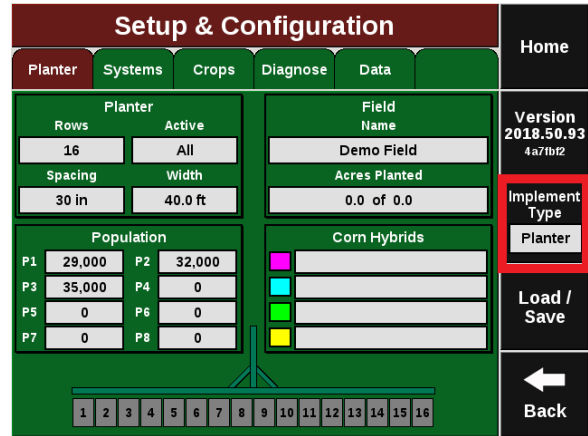 Setup & Configuration
Home
Planter Systems Crops Diagnose Data
Version
2018.50.93
4a7fbf2
Planter
Rows Active
16 All
Spacing Width
30 in 40.0 ft
Field
Name
Demo Field
Acres Planted
0.0 of 0.0
Implement
Type
Planter
Population
P1 29,000 P2 32,000
P3 35,000 P4 0
P5 0 P6 0
P7 0 P8 0
Corn Hybrids
Load /
Save
1 2 3 4 5 6 7 8 9 10 11 12 13 14 15 16
Back